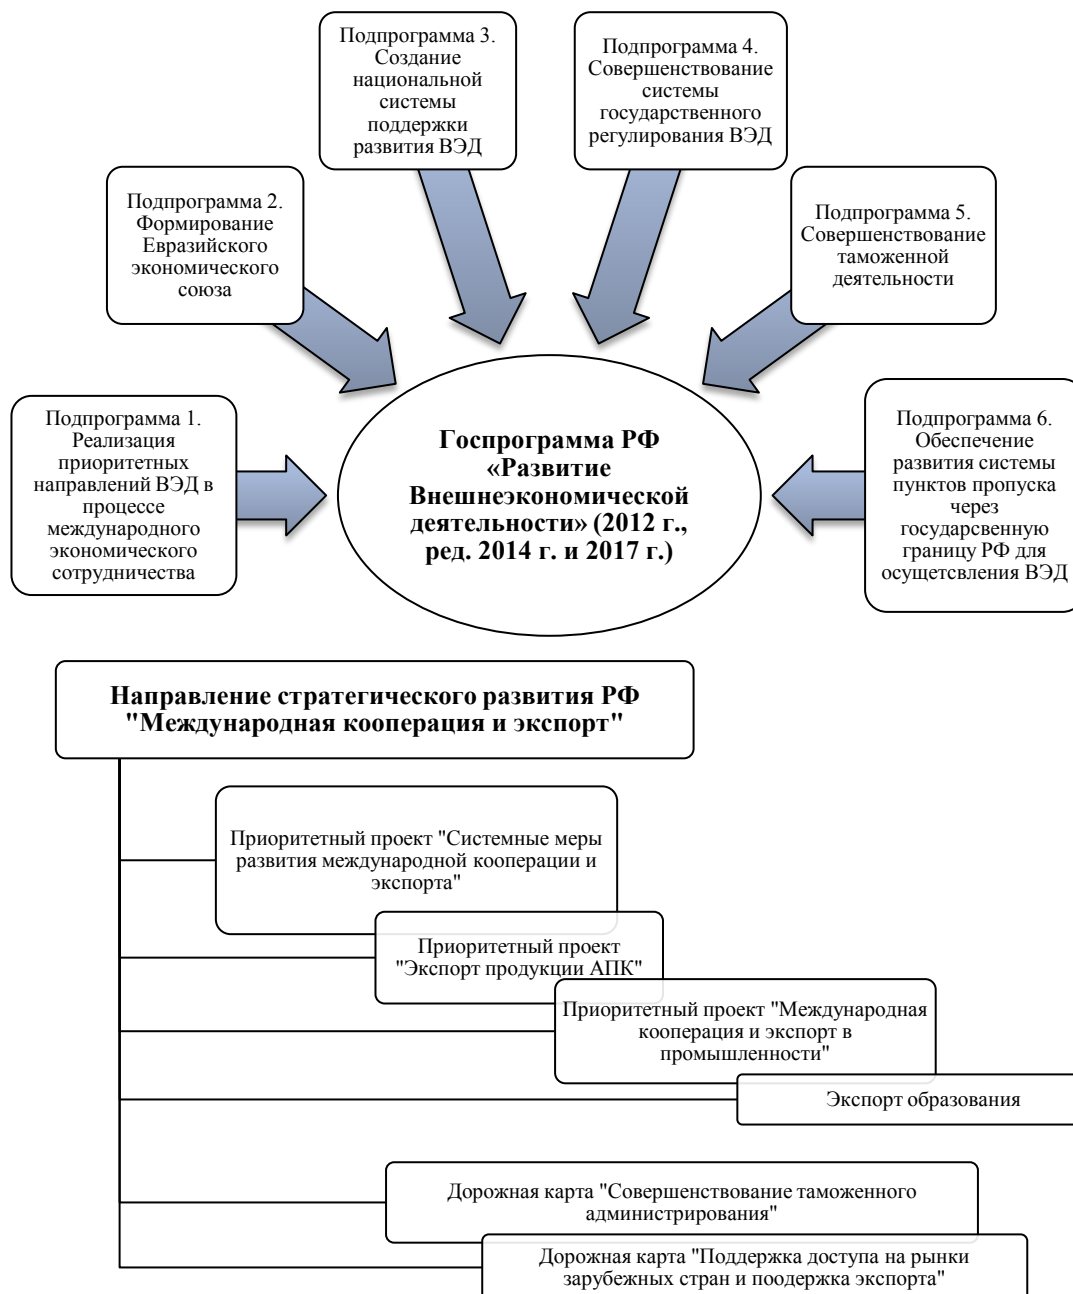 Подпрограмма 3.
Создание
национальной
системы
поддержки
развития ВЭД
Подпрограмма 4.
Совершенствование
системы
государственного
регулирования ВЭД
Подпрограмма 2.
Формирование
Евразийского
экономического
союза
Подпрограмма 5.
Совершенствование
таможенной
деятельности
Подпрограмма 1.
Реализация
приоритетных
направлений ВЭД в
процессе
международного
экономического
сотрудничества
Госпрограмма РФ
«Развитие
Внешнеэкономической
деятельности» (2012 г.,
ред. 2014 г. и 2017 г.)
Подпрограмма 6.
Обеспечение
развития системы
пунктов пропуска
через
государсвенную
границу РФ для
осущетсвления ВЭД
Направление стратегического развития РФ
"Международная кооперация и экспорт"
Приоритетный проект "Системные меры
развития международной кооперации и
экспорта"
Приоритетный проект
"Экспорт продукции АПК"
Приоритетный проект "Международная
кооперация и экспорт в
промышленности"
Экспорт образования
Дорожная карта "Совершенствование таможенного
администрирования"
Дорожная карта "Поддержка доступа на рынки
зарубежных стран и поодержка экспорта"